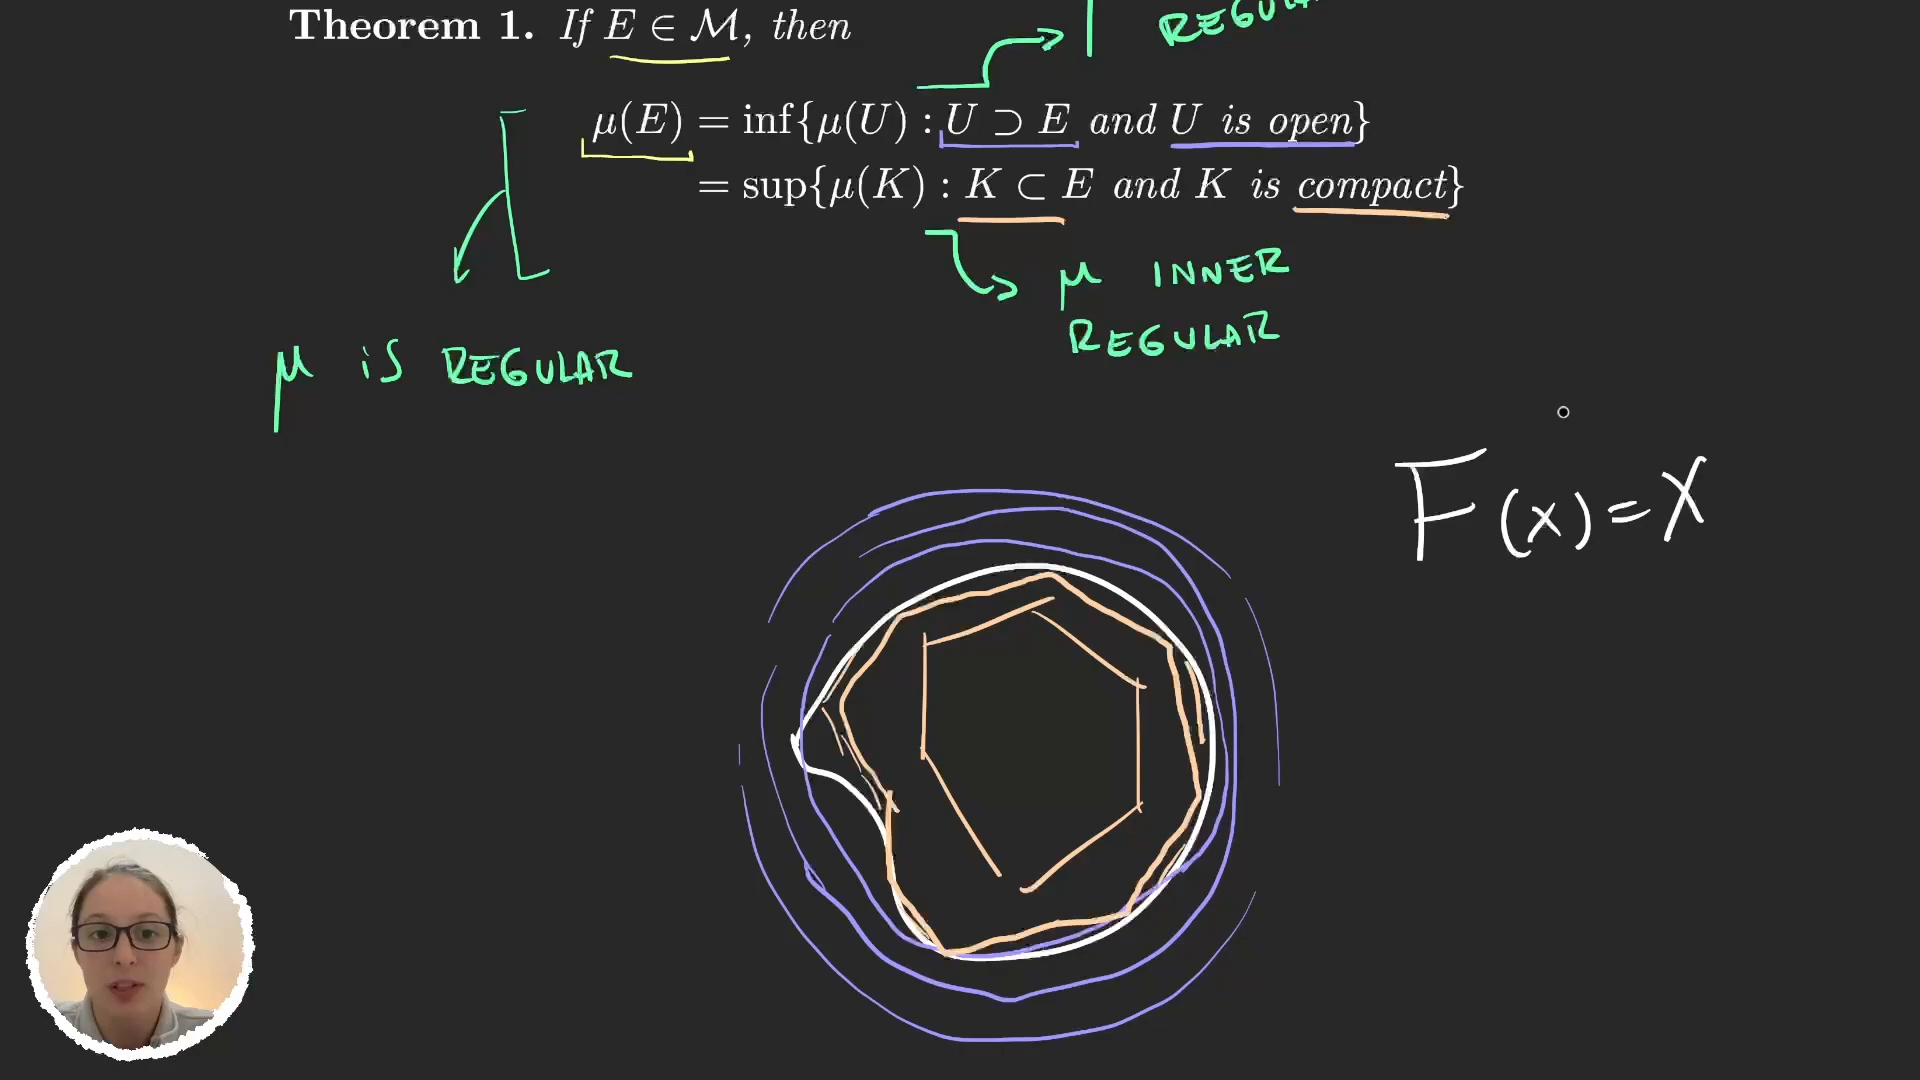 Theorem 1. If E ∈ ℳ, then
μ(E) = inf{μ(U) : U ⊃ E and U is open}
= sup{μ(K) : K ⊂ E and K is compact}
μ INNER
REGULAR
μ IS REGULAR
F(x)=X